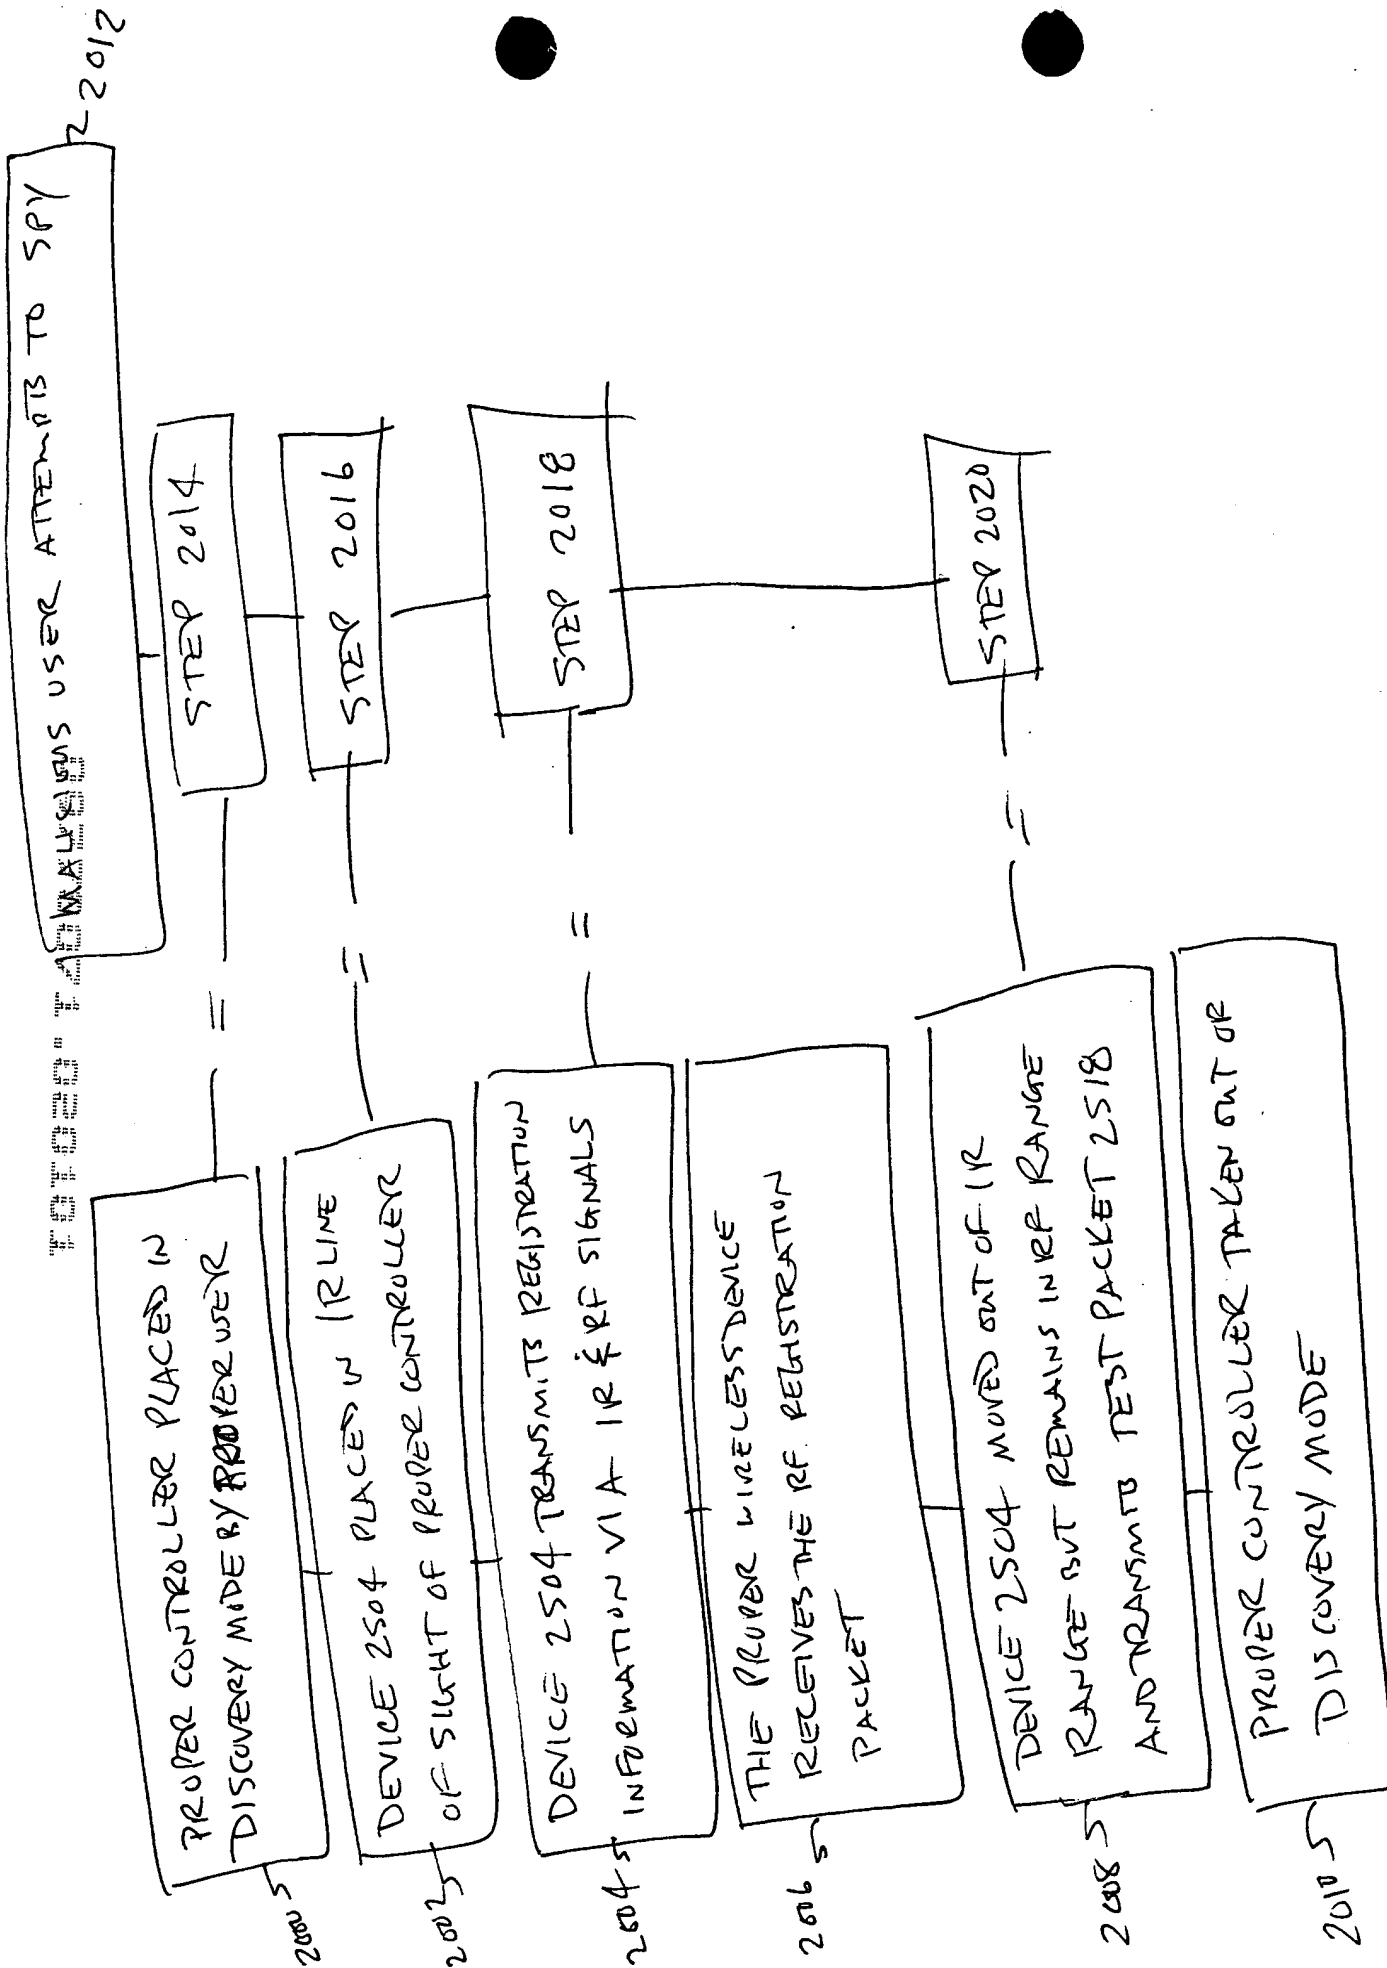 MALICIOUS USER ATTEMPTS TO SPY
2012
PROPER CONTROLLER PLACED IN
DISCOVERY MODE BY PROPER USER
2000
STEP 2014
DEVICE 2504 PLACED IN IR LINE
OF SIGHT OF PROPER CONTROLLER
2002
STEP 2016
DEVICE 2504 TRANSMITS REGISTRATION
INFORMATION VIA IR & RF SIGNALS
2004
STEP 2018
THE PROPER WIRELESS DEVICE
RECEIVES THE RF REGISTRATION
PACKET
2006
DEVICE 2504 MOVED OUT OF IR
RANGE BUT REMAINS IN RF RANGE
AND TRANSMITS TEST PACKET 2518
2008
STEP 2020
PROPER CONTROLLER TAKEN OUT OF
DISCOVERY MODE
2010